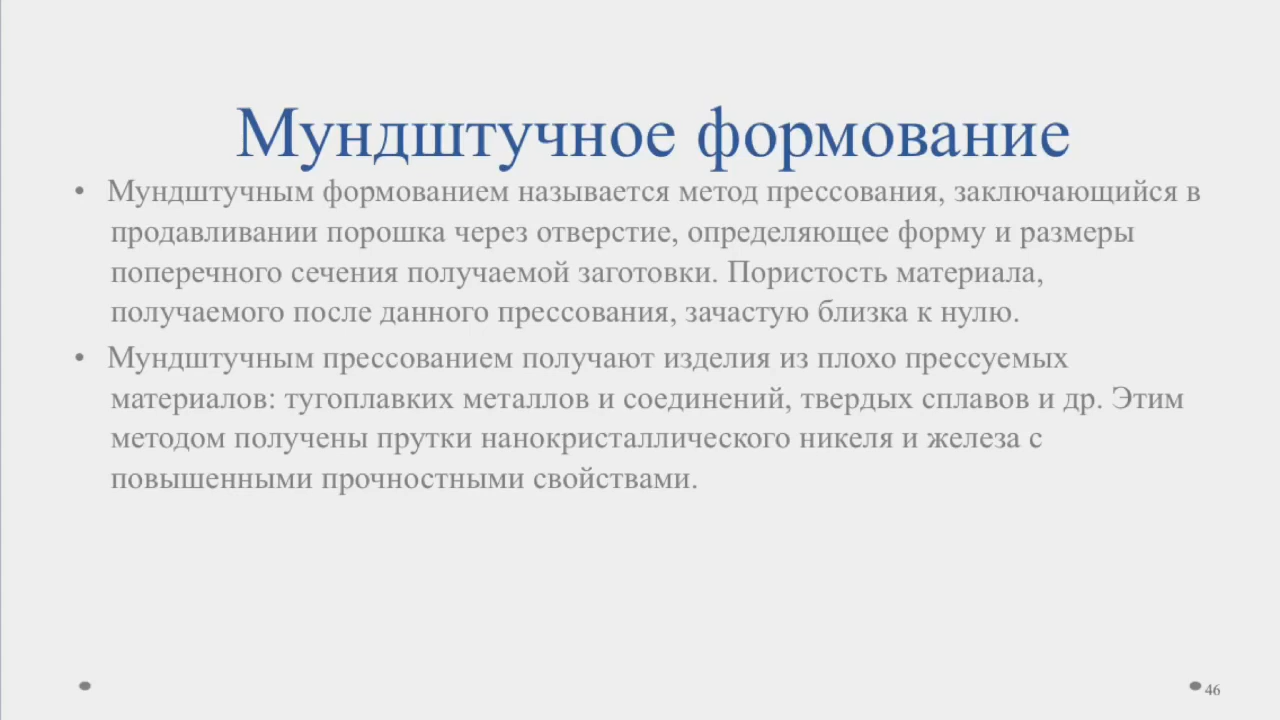 Мундштучное формование
• Мундштучным формованием называется метод прессования, заключающийся в
продавливании порошка через отверстие, определяющее форму и размеры
поперечного сечения получаемой заготовки. Пористость материала,
получаемого после данного прессования, зачастую близка к нулю.
• Мундштучным прессованием получают изделия из плохо прессуемых
материалов: тугоплавких металлов и соединений, твердых сплавов и др. Этим
методом получены прутки нанокристаллического никеля и железа с
повышенными прочностными свойствами.
46